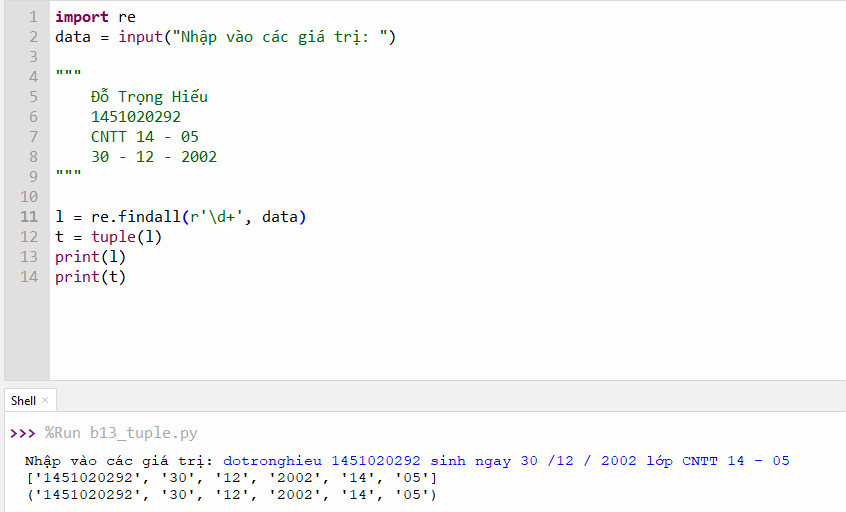 1 import re
2 data = input("Nhập vào các giá trị: ")
3
4 """
5     Đỗ Trọng Hiếu
6     1451020292
7     CNTT 14 - 05
8     30 - 12 - 2002
9 """
10
11 l = re.findall(r'\d+', data)
12 t = tuple(l)
13 print(l)
14 print(t)
Shell ×
>>> %Run b13_tuple.py
Nhập vào các giá trị: dotronghieu 1451020292 sinh ngay 30 /12 / 2002 lớp CNTT 14 - 05
['1451020292', '30', '12', '2002', '14', '05']
('1451020292', '30', '12', '2002', '14', '05')